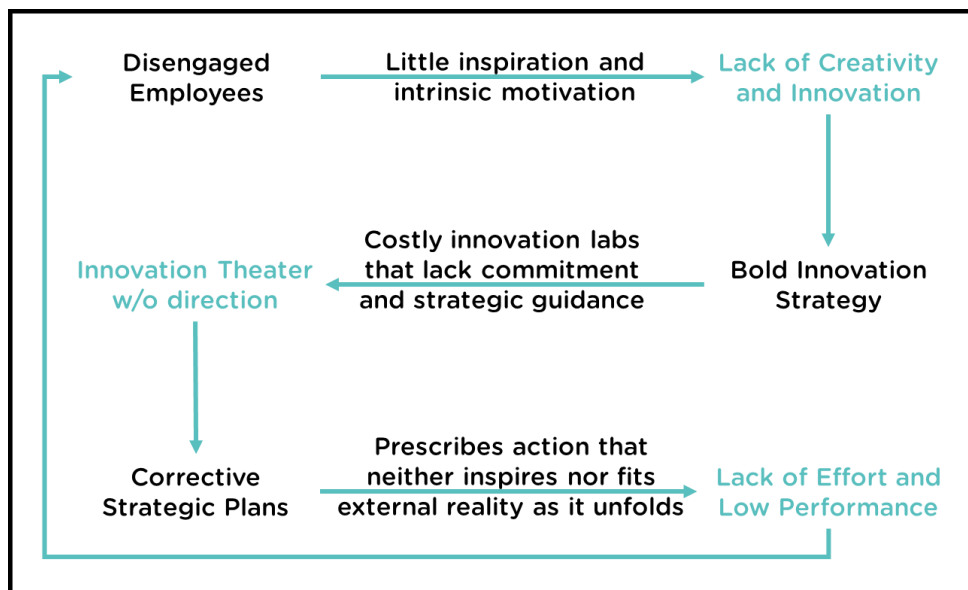 Disengaged
Employees
Little inspiration and
intrinsic motivation
Lack of Creativity
and Innovation
Innovation Theater
w/o direction
Costly innovation labs
that lack commitment
and strategic guidance
Bold Innovation
Strategy
Corrective
Strategic Plans
Prescribes action that
neither inspires nor fits
external reality as it unfolds
Lack of Effort and
Low Performance